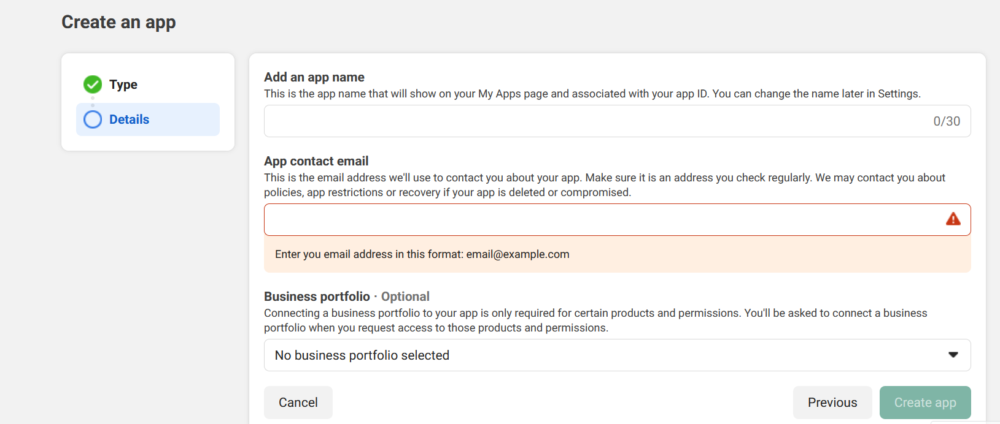 Create an app
Type
Details
Add an app name
This is the app name that will show on your My Apps page and associated with your app ID. You can change the name later in Settings.
0/30
App contact email
This is the email address we'll use to contact you about your app. Make sure it is an address you check regularly. We may contact you about
policies, app restrictions or recovery if your app is deleted or compromised.
Enter you email address in this format: email@example.com
Business portfolio · Optional
Connecting a business portfolio to your app is only required for certain products and permissions. You'll be asked to connect a business
portfolio when you request access to those products and permissions.
No business portfolio selected
Cancel
Previous
Create app